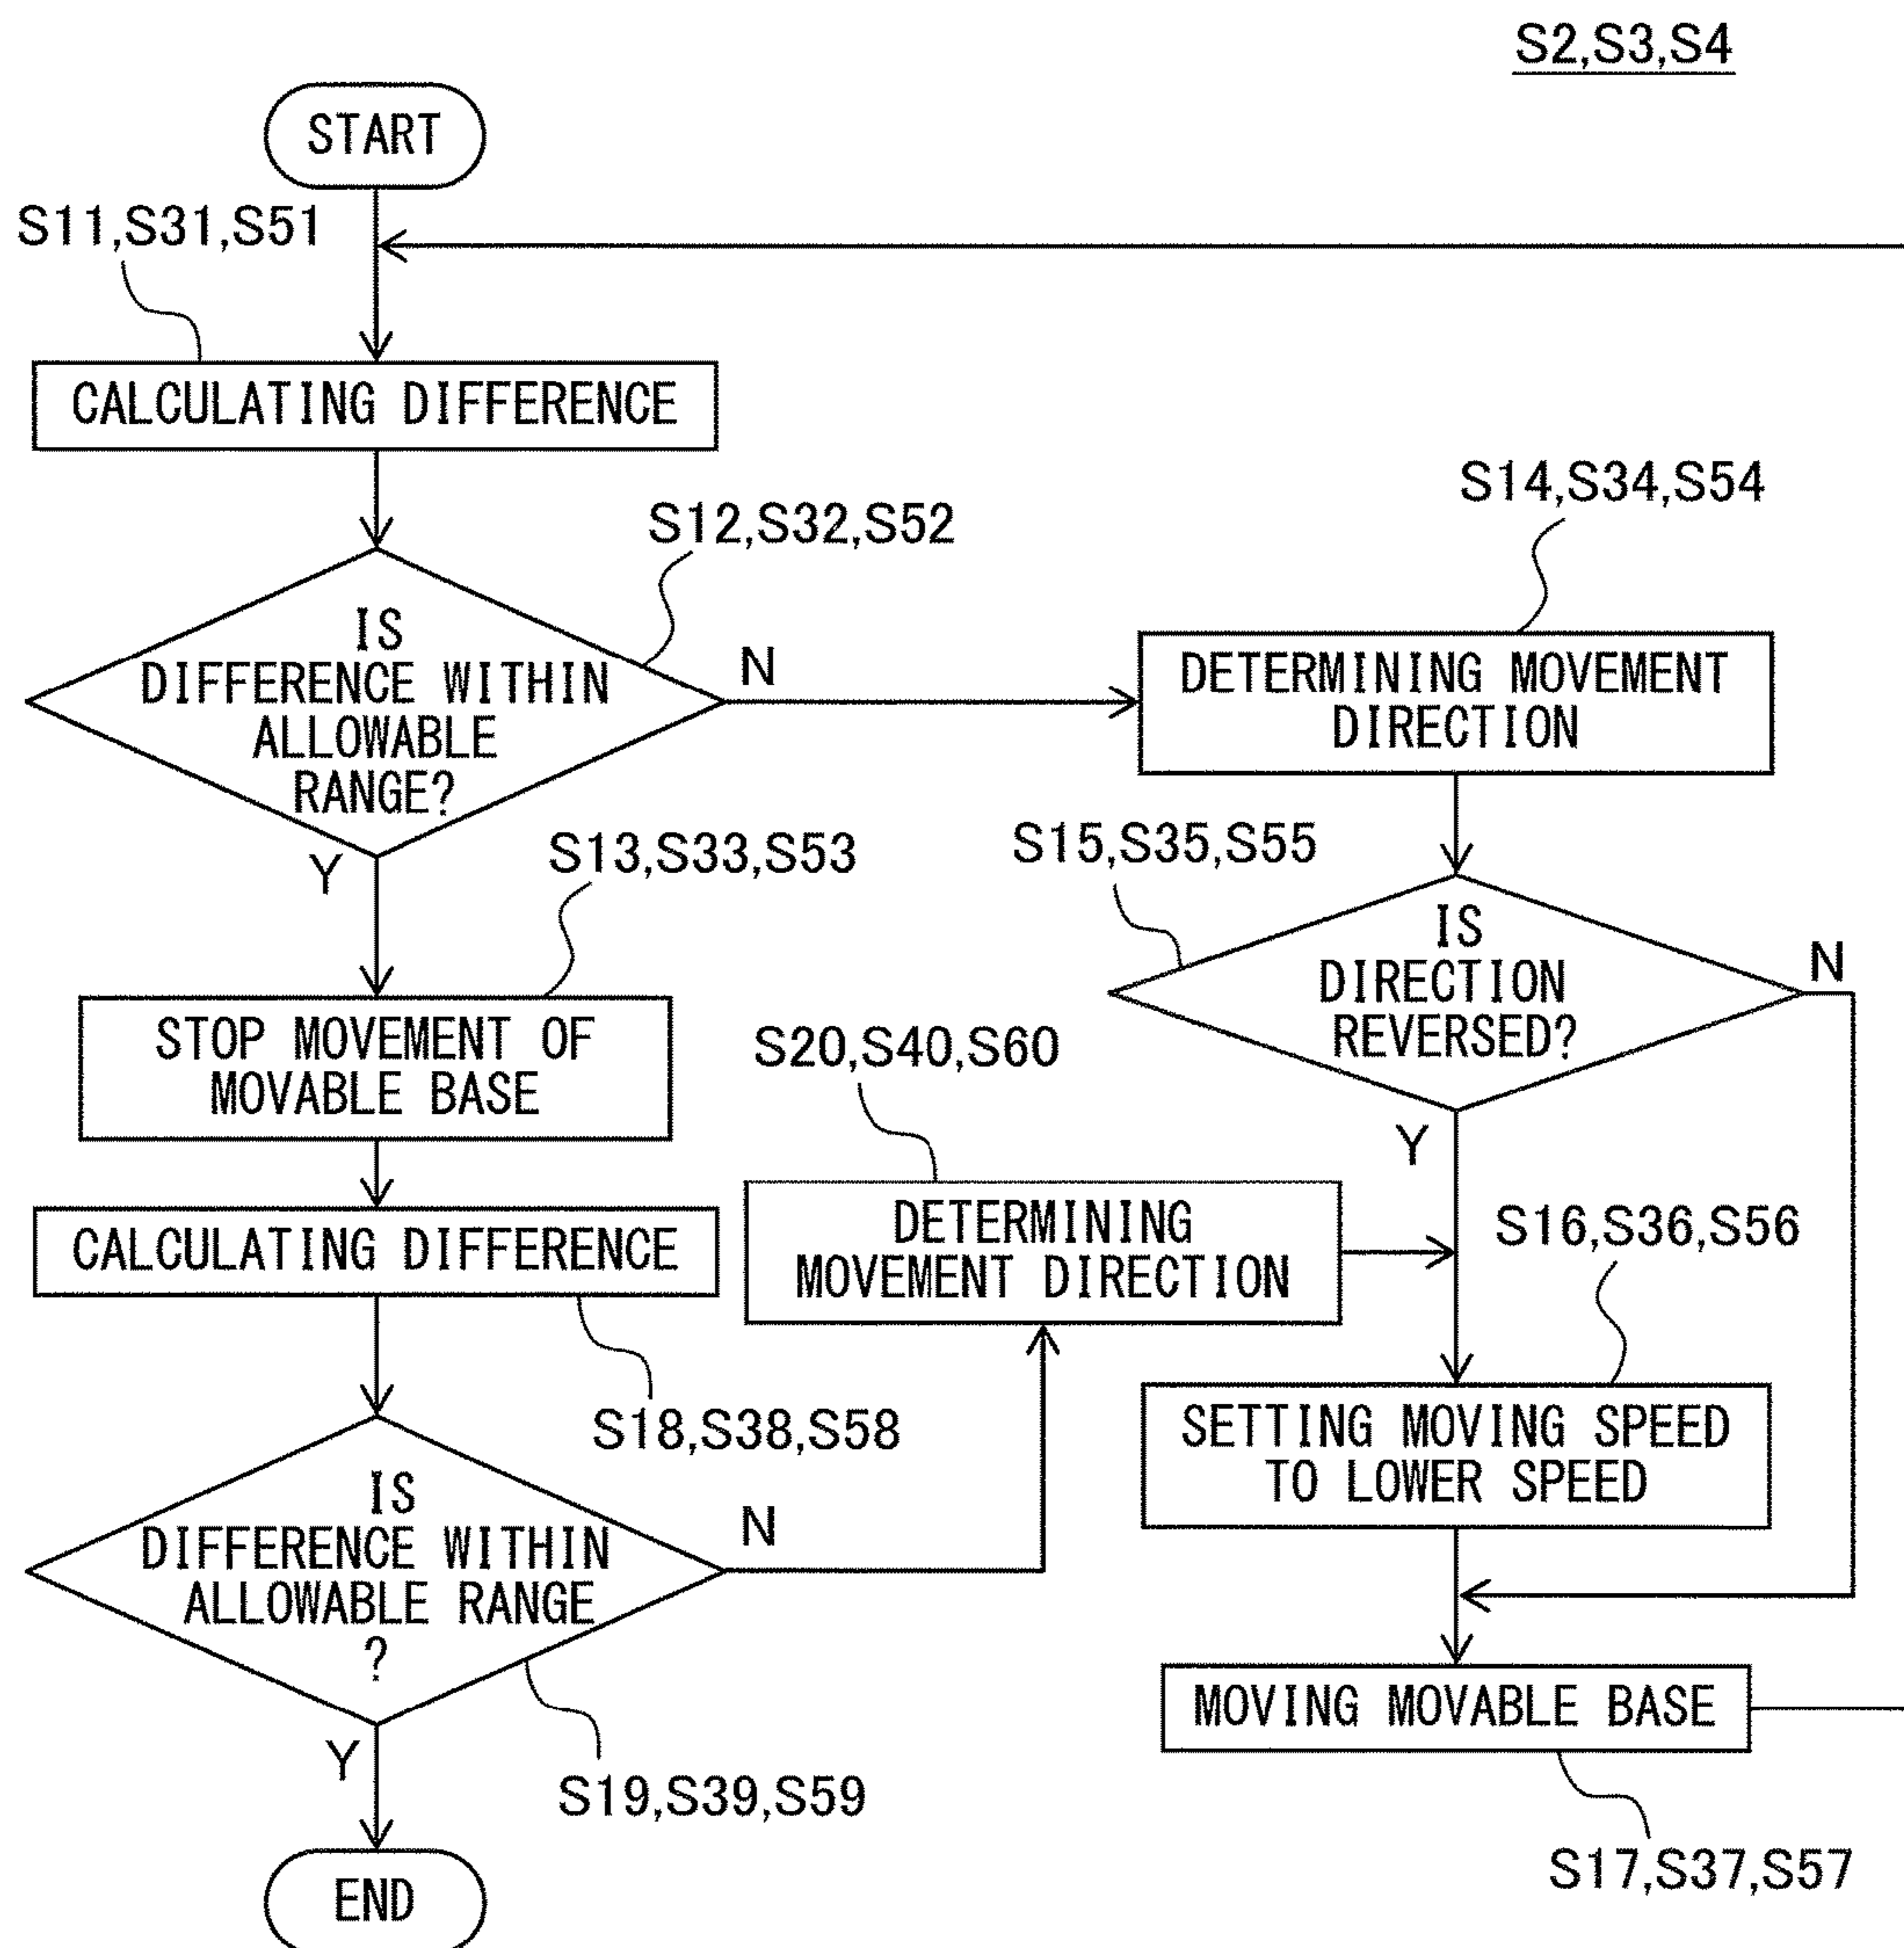 S2,S3,S4
START
S11,S31,S51
CALCULATING DIFFERENCE
S12,S32,S52
IS
DIFFERENCE WITHIN
ALLOWABLE
RANGE?
N
Y
S14,S34,S54
DETERMINING MOVEMENT
DIRECTION
S13,S33,S53
STOP MOVEMENT OF
MOVABLE BASE
S15,S35,S55
IS
DIRECTION
REVERSED?
N
Y
S20,S40,S60
DETERMINING
MOVEMENT DIRECTION
CALCULATING DIFFERENCE
S18,S38,S58
S16,S36,S56
SETTING MOVING SPEED
TO LOWER SPEED
IS
DIFFERENCE WITHIN
ALLOWABLE RANGE
?
N
Y
S19,S39,S59
MOVING MOVABLE BASE
S17,S37,S57
END